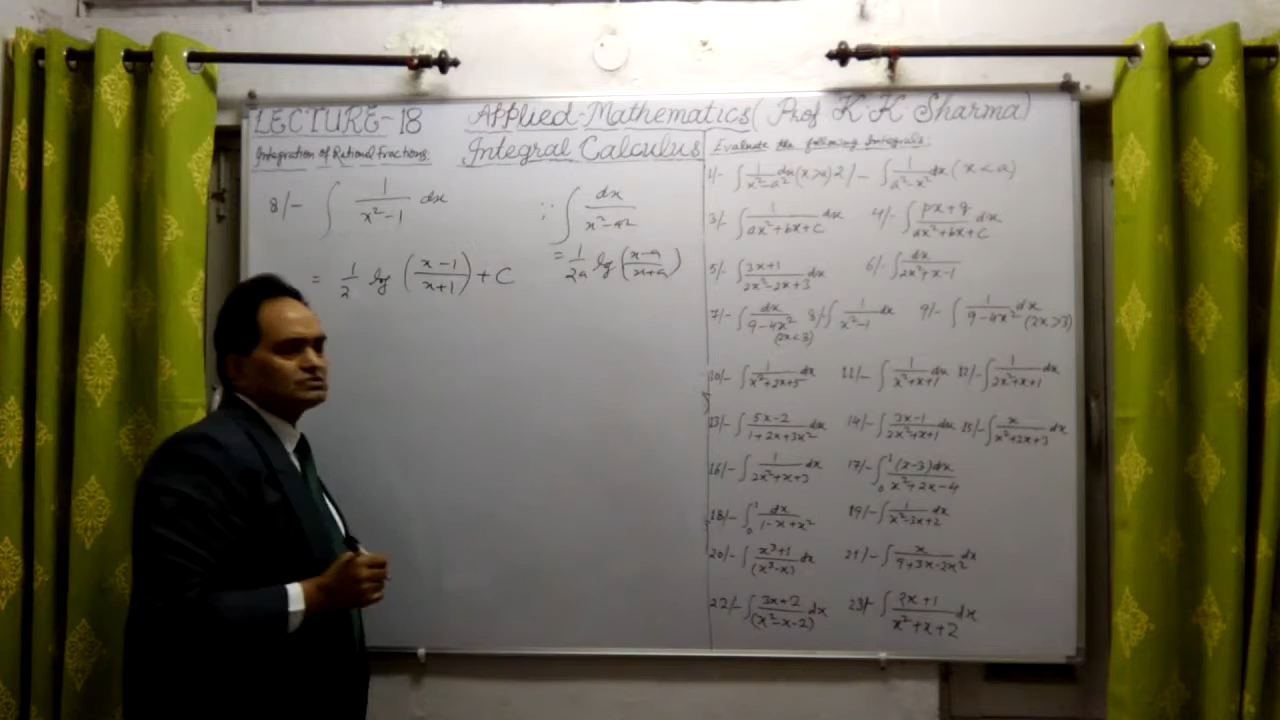 LECTURE-18 Applied-Mathematics (Prof K K Sharma)
Integration of Rational Fractions: Integral Calculus
8/- ∫ 1/(x²-1) dx
= 1/2 log ((x-1)/(x+1)) + C
∵ ∫ dx/(x²-a²)
= 1/2a log ((x-a)/(x+a))
Evaluate the following Integrals:
1/- ∫ 1/(x²-a²) dx (x>a) 2/- ∫ 1/(a²-x²) dx (x<a)
3/- ∫ 1/(ax²+bx+c) dx 4/- ∫ (px+q)/(ax²+bx+c) dx
5/- ∫ (3x+1)/(2x²-2x+3) dx 6/- ∫ dx/(2x²+x-1)
7/- ∫ dx/(9-4x²) (2x<3) 8/- ∫ 1/(x²-1) dx 9/- ∫ 1/(9-4x²) dx (2x>3)
10/- ∫ 1/(x²+2x+5) dx 11/- ∫ 1/(x²+x+1) dx 12/- ∫ 1/(2x²+x+1) dx
13/- ∫ (5x-2)/(1+2x+3x²) dx 14/- ∫ (3x-1)/(2x²+x+1) dx 15/- ∫ x/(x²+2x+3) dx
16/- ∫ 1/(2x²+x+3) dx 17/- ∫₀¹ (x-3)dx/(x²+2x-4)
18/- ∫₀¹ dx/(1-x+x²) 19/- ∫ 1/(x²-3x+2) dx
20/- ∫ (x³+1)/(x³-x) dx 21/- ∫ x/(9+3x-2x²) dx
22/- ∫ (3x+2)/(x²-x-2) dx 23/- ∫ (2x+1)/(x²+x+2) dx